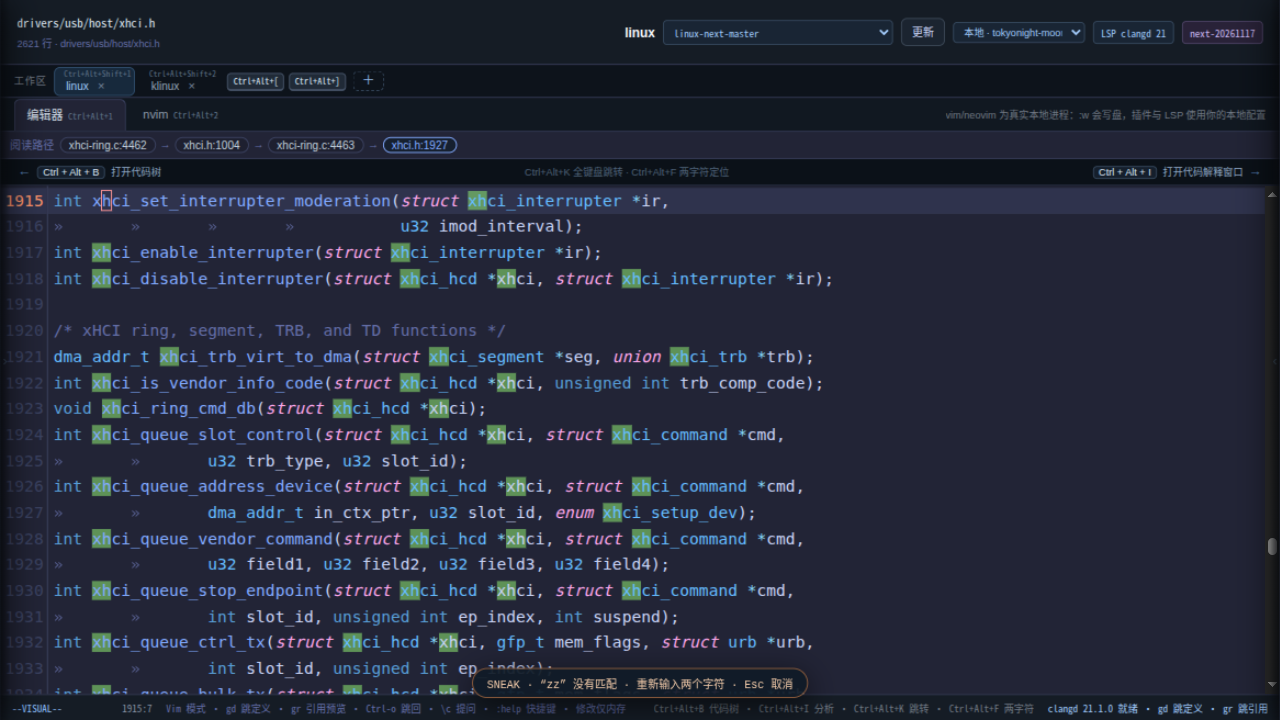 drivers/usb/host/xhci.h
2621 行 · drivers/usb/host/xhci.h
linux linux-next-master 更新 本地 · tokyonight-moon LSP clangd 21 next-20261117
工作区 Ctrl+Alt+Shift+1 linux × Ctrl+Alt+Shift+2 klinux × Ctrl+Alt+[ Ctrl+Alt+] +
编辑器 Ctrl+Alt+1 nvim Ctrl+Alt+2 vim/neovim 为真实本地进程: :w 会写盘，插件与 LSP 使用你的本地配置
阅读路径 xhci-ring.c:4462 → xhci.h:1004 → xhci-ring.c:4463 → xhci.h:1927
← Ctrl + Alt + B 打开代码树 Ctrl+Alt+K 全键盘跳转 · Ctrl+Alt+F 两字符定位 Ctrl + Alt + I 打开代码解释窗口 →
1915 int xhci_set_interrupter_moderation(struct xhci_interrupter *ir,
1916 » » » » u32 imod_interval);
1917 int xhci_enable_interrupter(struct xhci_interrupter *ir);
1918 int xhci_disable_interrupter(struct xhci_hcd *xhci, struct xhci_interrupter *ir);
1919
1920 /* xHCI ring, segment, TRB, and TD functions */
1921 dma_addr_t xhci_trb_virt_to_dma(struct xhci_segment *seg, union xhci_trb *trb);
1922 int xhci_is_vendor_info_code(struct xhci_hcd *xhci, unsigned int trb_comp_code);
1923 void xhci_ring_cmd_db(struct xhci_hcd *xhci);
1924 int xhci_queue_slot_control(struct xhci_hcd *xhci, struct xhci_command *cmd,
1925 » » u32 trb_type, u32 slot_id);
1926 int xhci_queue_address_device(struct xhci_hcd *xhci, struct xhci_command *cmd,
1927 » » dma_addr_t in_ctx_ptr, u32 slot_id, enum xhci_setup_dev);
1928 int xhci_queue_vendor_command(struct xhci_hcd *xhci, struct xhci_command *cmd,
1929 » » u32 field1, u32 field2, u32 field3, u32 field4);
1930 int xhci_queue_stop_endpoint(struct xhci_hcd *xhci, struct xhci_command *cmd,
1931 » » int slot_id, unsigned int ep_index, int suspend);
1932 int xhci_queue_ctrl_tx(struct xhci_hcd *xhci, gfp_t mem_flags, struct urb *urb,
1933 » » int slot_id, unsigned int ep_index);
1934 int xhci_queue_bulk_tx(struct xhci_hcd *xhci
SNEAK · “zz” 没有匹配 · 重新输入两个字符 · Esc 取消
--VISUAL-- 1915:7 Vim 模式 · gd 跳定义 · gr 引用预览 · Ctrl-o 跳回 · \c 提问 · :help 快捷键 · 修改仅内存 Ctrl+Alt+B 代码树 · Ctrl+Alt+I 分析 · Ctrl+Alt+K 跳转 · Ctrl+Alt+F 两字符 clangd 21.1.0 就绪 · gd 跳定义 · gr 跳引用